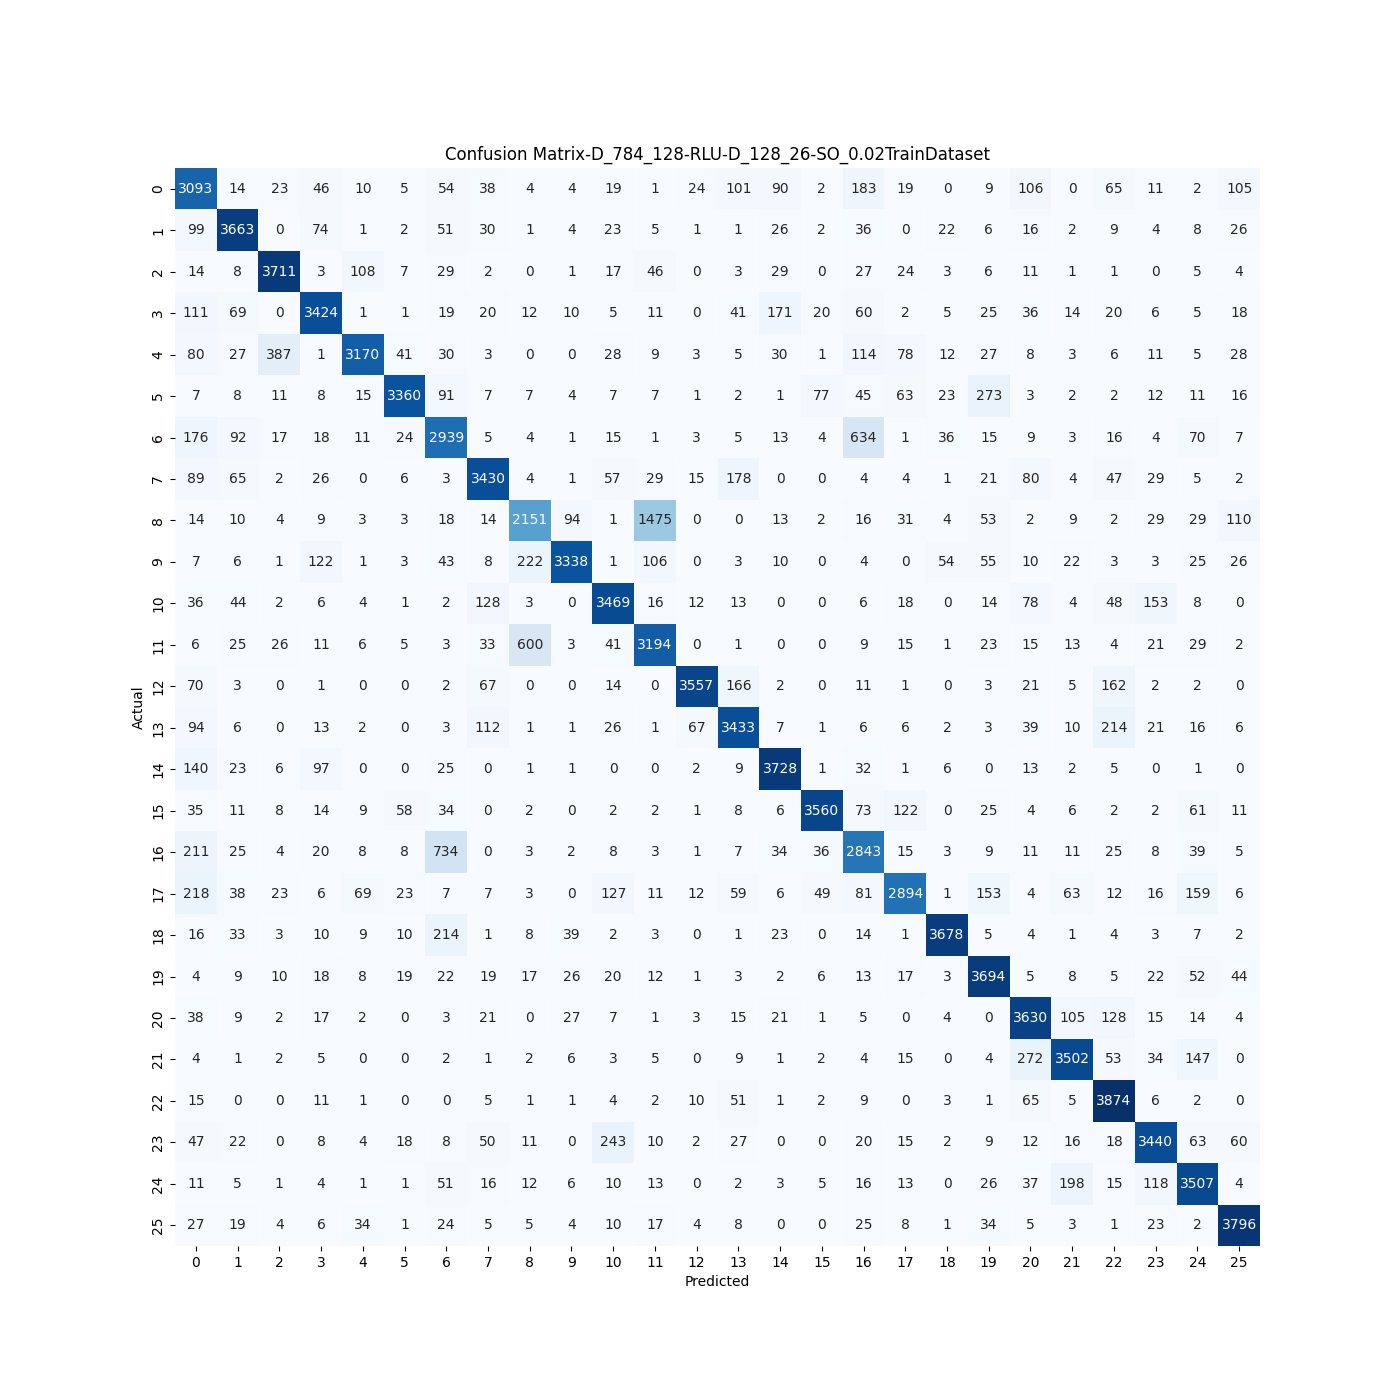 Confusion Matrix-D_784_128-RLU-D_128_26-SO_0.02TrainDataset
0 3093 14 23 46 10 5 54 38 4 4 19 1 24 101 90 2 183 19 0 9 106 0 65 11 2 105
1 99 3663 0 74 1 2 51 30 1 4 23 5 1 1 26 2 36 0 22 6 16 2 9 4 8 26
2 14 8 3711 3 108 7 29 2 0 1 17 46 0 3 29 0 27 24 3 6 11 1 1 0 5 4
3 111 69 0 3424 1 1 19 20 12 10 5 11 0 41 171 20 60 2 5 25 36 14 20 6 5 18
4 80 27 387 1 3170 41 30 3 0 0 28 9 3 5 30 1 114 78 12 27 8 3 6 11 5 28
5 7 8 11 8 15 3360 91 7 7 4 7 7 1 2 1 77 45 63 23 273 3 2 2 12 11 16
6 176 92 17 18 11 24 2939 5 4 1 15 1 3 5 13 4 634 1 36 15 9 3 16 4 70 7
7 89 65 2 26 0 6 3 3430 4 1 57 29 15 178 0 0 4 4 1 21 80 4 47 29 5 2
8 14 10 4 9 3 3 18 14 2151 94 1 1475 0 0 13 2 16 31 4 53 2 9 2 29 29 110
9 7 6 1 122 1 3 43 8 222 3338 1 106 0 3 10 0 4 0 54 55 10 22 3 3 25 26
10 36 44 2 6 4 1 2 128 3 0 3469 16 12 13 0 0 6 18 0 14 78 4 48 153 8 0
11 6 25 26 11 6 5 3 33 600 3 41 3194 0 1 0 0 9 15 1 23 15 13 4 21 29 2
12 70 3 0 1 0 0 2 67 0 0 14 0 3557 166 2 0 11 1 0 3 21 5 162 2 2 0
13 94 6 0 13 2 0 3 112 1 1 26 1 67 3433 7 1 6 6 2 3 39 10 214 21 16 6
14 140 23 6 97 0 0 25 0 1 1 0 0 2 9 3728 1 32 1 6 0 13 2 5 0 1 0
15 35 11 8 14 9 58 34 0 2 0 2 2 1 8 6 3560 73 122 0 25 4 6 2 2 61 11
16 211 25 4 20 8 8 734 0 3 2 8 3 1 7 34 36 2843 15 3 9 11 11 25 8 39 5
17 218 38 23 6 69 23 7 7 3 0 127 11 12 59 6 49 81 2894 1 153 4 63 12 16 159 6
18 16 33 3 10 9 10 214 1 8 39 2 3 0 1 23 0 14 1 3678 5 4 1 4 3 7 2
19 4 9 10 18 8 19 22 19 17 26 20 12 1 3 2 6 13 17 3 3694 5 8 5 22 52 44
20 38 9 2 17 2 0 3 21 0 27 7 1 3 15 21 1 5 0 4 0 3630 105 128 15 14 4
21 4 1 2 5 0 0 2 1 2 6 3 5 0 9 1 2 4 15 0 4 272 3502 53 34 147 0
22 15 0 0 11 1 0 0 5 1 1 4 2 10 51 1 2 9 0 3 1 65 5 3874 6 2 0
23 47 22 0 8 4 18 8 50 11 0 243 10 2 27 0 0 20 15 2 9 12 16 18 3440 63 60
24 11 5 1 4 1 1 51 16 12 6 10 13 0 2 3 5 16 13 0 26 37 198 15 118 3507 4
25 27 19 4 6 34 1 24 5 5 4 10 17 4 8 0 0 25 8 1 34 5 3 1 23 2 3796
Actual
0 1 2 3 4 5 6 7 8 9 10 11 12 13 14 15 16 17 18 19 20 21 22 23 24 25
Predicted